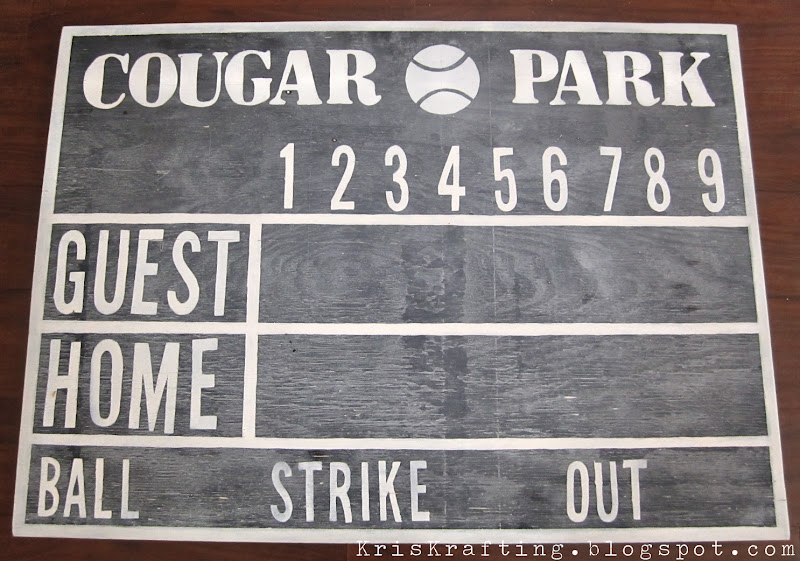 COUGAR PARK
1 2 3 4 5 6 7 8 9
GUEST
HOME
BALL STRIKE OUT
KrisKrafting.blogspot.com